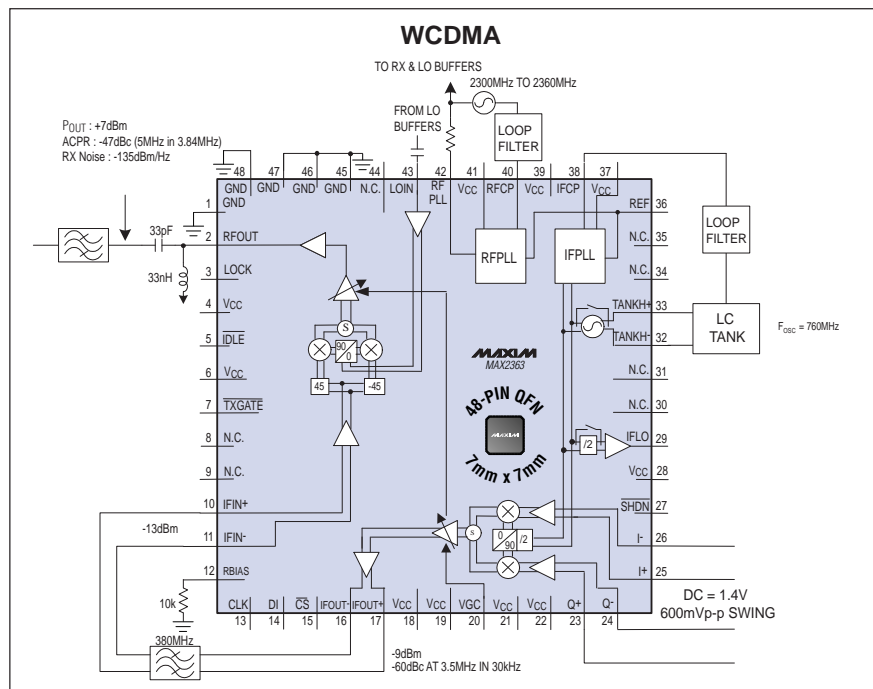 WCDMA
TO RX & LO BUFFERS
2300MHz TO 2360MHz
FROM LO
BUFFERS
LOOP
FILTER
POUT : +7dBm
ACPR : -47dBc (5MHz in 3.84MHz)
RX Noise : -135dBm/Hz
48 47 46 45 44 43 42 41 40 39 38 37
GND GND GND GND N.C. LOIN RF PLL VCC RFCP VCC IFCP VCC
1 GND
2 RFOUT
33pF
33nH
3 LOCK
4 VCC
5 IDLE
6 VCC
7 TXGATE
8 N.C.
9 N.C.
10 IFIN+
-13dBm
11 IFIN-
12 RBIAS
10k
RFPLL
IFPLL
S
90
0
45
-45
MAXIM
MAX2363
48-PIN QFN
MAXIM
7mm x 7mm
/2
S
0
90
/2
REF 36
N.C. 35
N.C. 34
TANKH+ 33
TANKH- 32
N.C. 31
N.C. 30
IFLO 29
VCC 28
SHDN 27
I- 26
I+ 25
LOOP
FILTER
LC
TANK
FOSC = 760MHz
DC = 1.4V
600mVp-p SWING
CLK DI CS IFOUT- IFOUT+ VCC VCC VGC VCC VCC Q+ Q-
13 14 15 16 17 18 19 20 21 22 23 24
380MHz
-9dBm
-60dBc AT 3.5MHz IN 30kHz